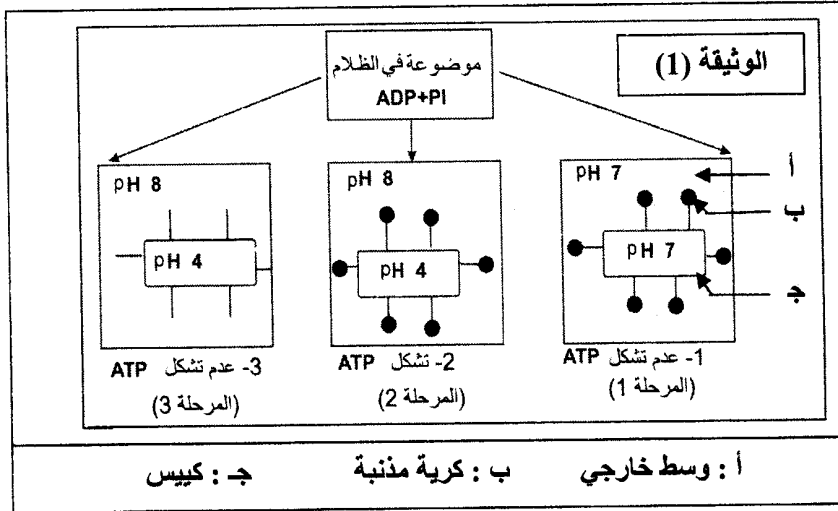 الوثيقة (1)
موضوعة في الظلام
ADP+PI
pH 7
أ
ب
pH 7
جـ
1- عدم تشكل ATP
(المرحلة 1)
pH 8
pH 4
2- تشكل ATP
(المرحلة 2)
pH 8
pH 4
3- عدم تشكل ATP
(المرحلة 3)
أ : وسط خارجي ب : كرية مذنبة جـ : كييس